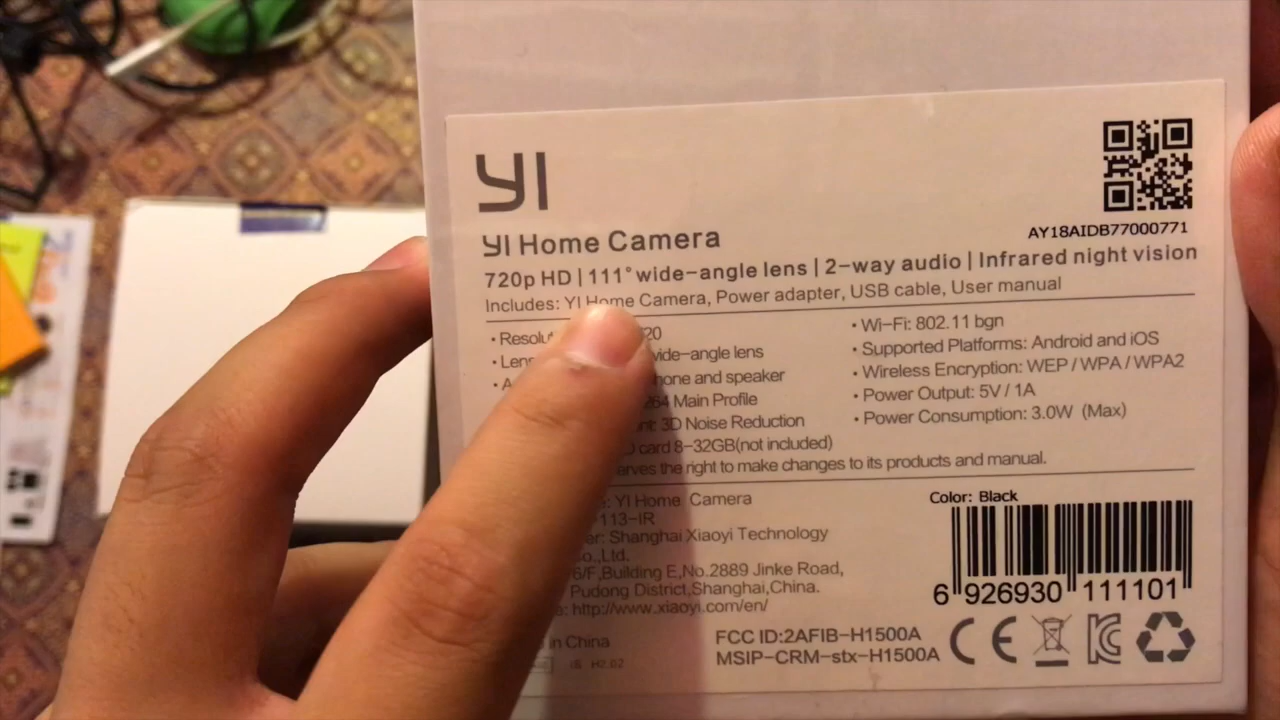 YI
AY18AIDB77000771
YI Home Camera
720p HD | 111° wide-angle lens | 2-way audio | Infrared night vision
Includes: YI Home Camera, Power adapter, USB cable, User manual
• Wi-Fi: 802.11 bgn
• Supported Platforms: Android and iOS
wide-angle lens
• Wireless Encryption: WEP / WPA / WPA2
and speaker
• Power Output: 5V / 1A
Main Profile
• Power Consumption: 3.0W (Max)
3D Noise Reduction
card 8-32GB(not included)
the right to make changes to its products and manual.
YI Home Camera
Color: Black
-113-IR
Shanghai Xiaoyi Technology
Co.,Ltd.
6/F,Building E,No.2889 Jinke Road,
Pudong District,Shanghai,China.
http://www.xiaoyi.com/en/
6 926930 111101
in China
FCC ID:2AFIB-H1500A
MSIP-CRM-stx-H1500A
CE